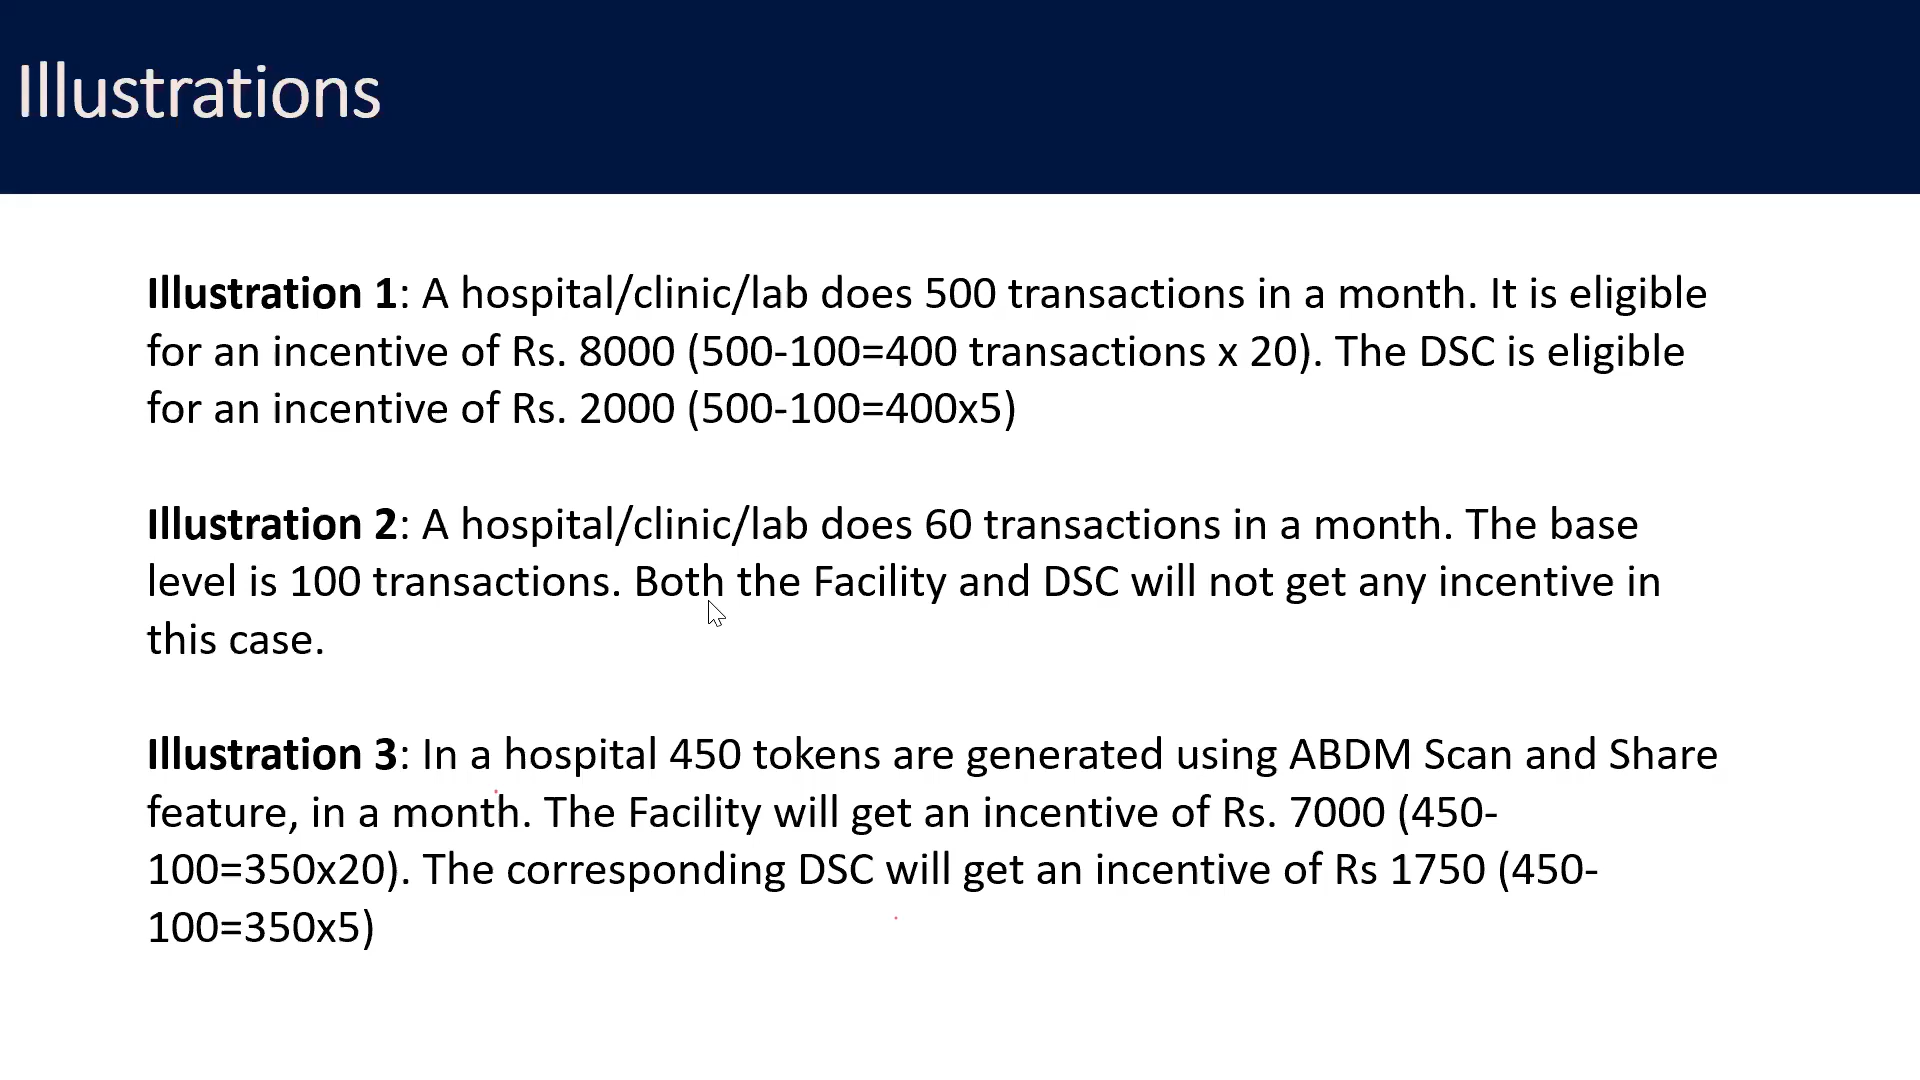 Illustrations
Illustration 1: A hospital/clinic/lab does 500 transactions in a month. It is eligible
for an incentive of Rs. 8000 (500-100=400 transactions x 20). The DSC is eligible
for an incentive of Rs. 2000 (500-100=400x5)
Illustration 2: A hospital/clinic/lab does 60 transactions in a month. The base
level is 100 transactions. Both the Facility and DSC will not get any incentive in
this case.
Illustration 3: In a hospital 450 tokens are generated using ABDM Scan and Share
feature, in a month. The Facility will get an incentive of Rs. 7000 (450-
100=350x20). The corresponding DSC will get an incentive of Rs 1750 (450-
100=350x5)